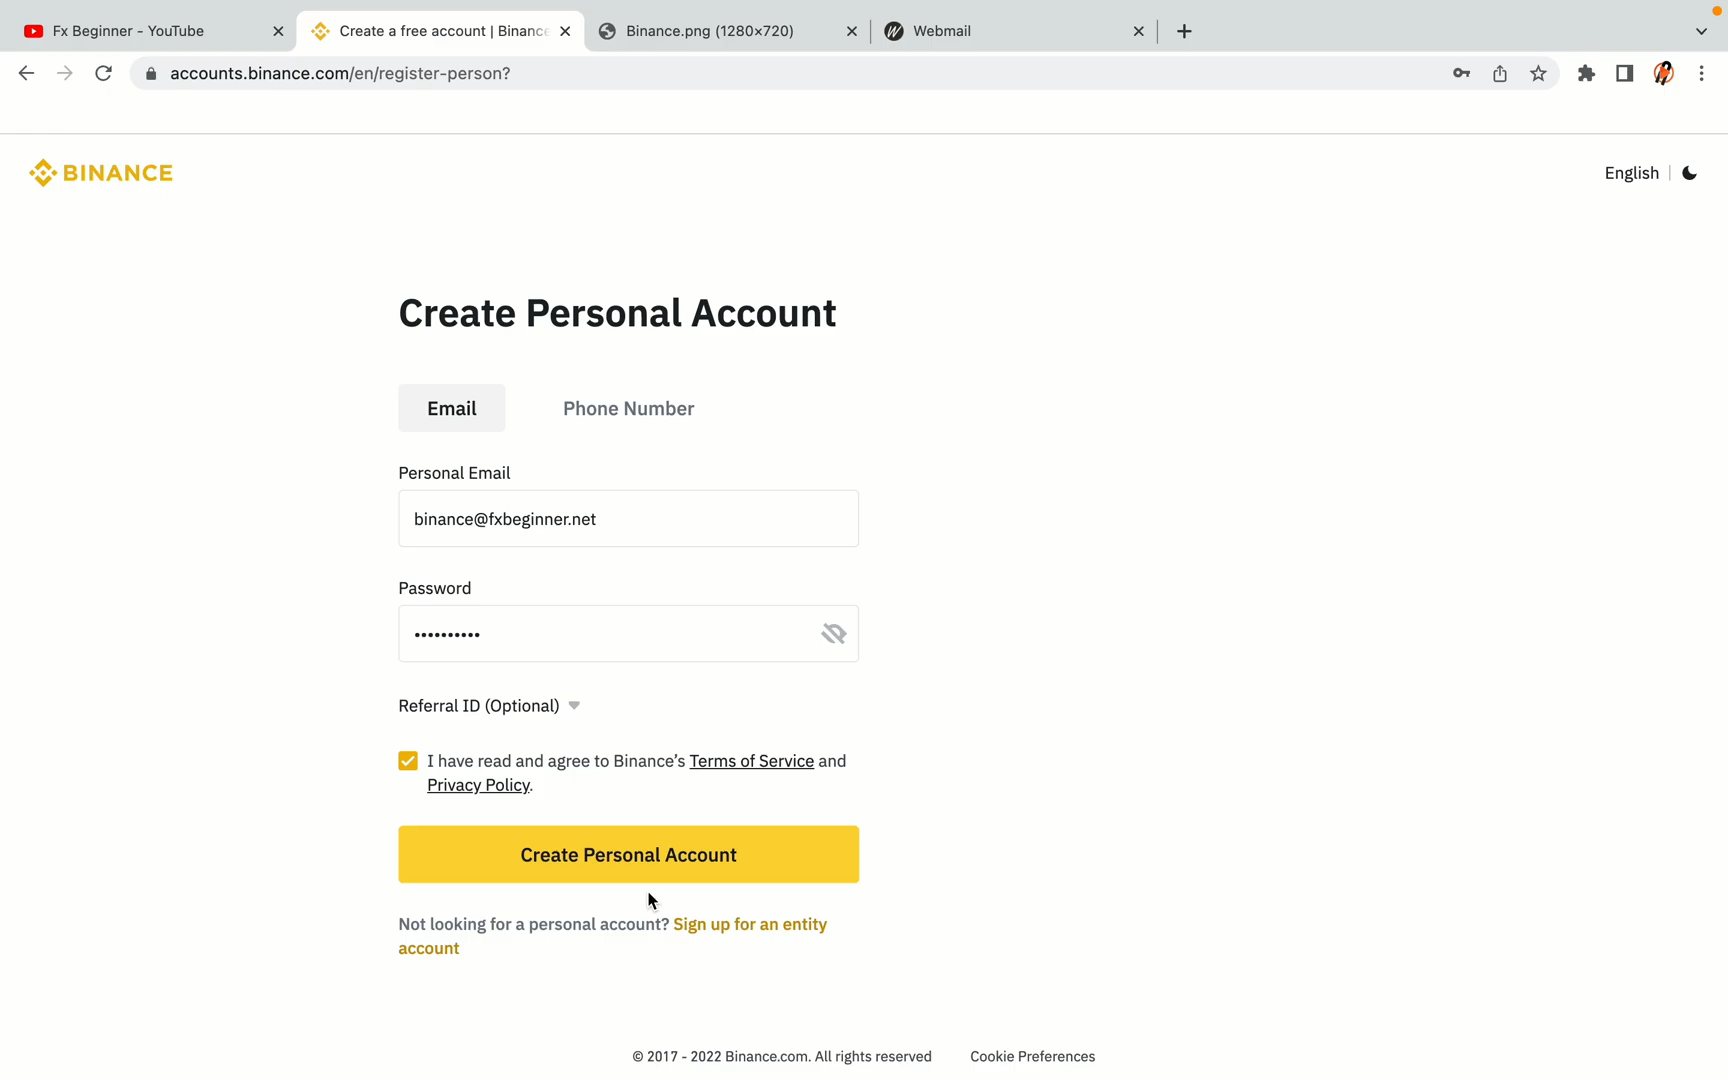 Fx Beginner - YouTube
Create a free account | Binance
Binance.png (1280×720)
Webmail
accounts.binance.com/en/register-person?
BINANCE
English
Create Personal Account
Email
Phone Number
Personal Email
binance@fxbeginner.net
Password
••••••••••
Referral ID (Optional)
I have read and agree to Binance’s Terms of Service and
Privacy Policy.
Create Personal Account
Not looking for a personal account? Sign up for an entity
account
© 2017 - 2022 Binance.com. All rights reserved
Cookie Preferences